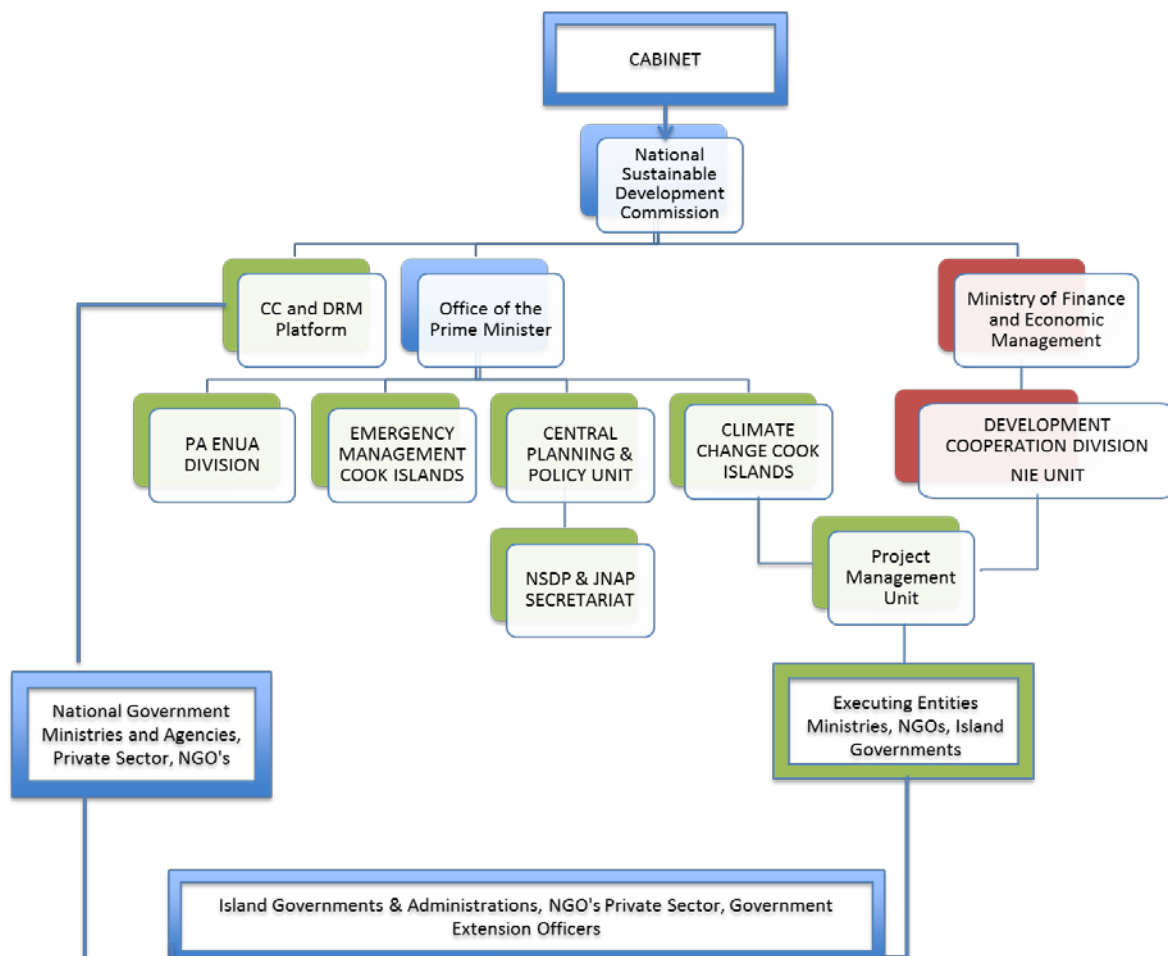 CABINET
National
Sustainable
Development
Commission
CC and DRM
Platform
Office of the
Prime Minister
Ministry of Finance
and Economic
Management
PA ENUA
DIVISION
EMERGENCY
MANAGEMENT
COOK ISLANDS
CENTRAL
PLANNING &
POLICY UNIT
CLIMATE
CHANGE COOK
ISLANDS
DEVELOPMENT
COOPERATION DIVISION
NIE UNIT
NSDP & JNAP
SECRETARIAT
Project
Management
Unit
National Government
Ministries and Agencies,
Private Sector, NGO's
Executing Entities
Ministries, NGOs, Island
Governments
Island Governments & Administrations, NGO's Private Sector, Government
Extension Officers